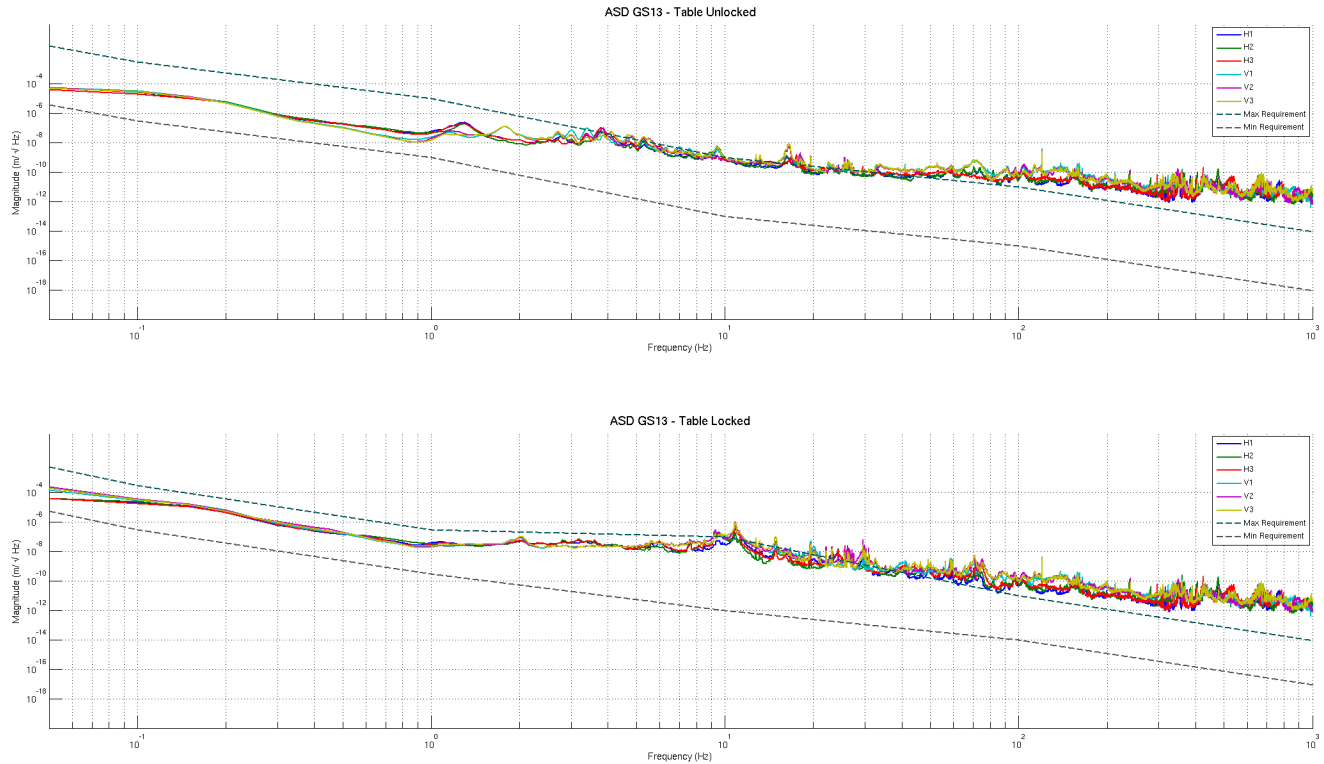 ASD GS13 - Table Unlocked
Magnitude (m/ √ Hz)
10^-4
10^-6
10^-8
10^-10
10^-12
10^-14
10^-16
10^-18
H1
H2
H3
V1
V2
V3
Max Requirement
Min Requirement
10^-1
10^0
10^1
10^2
10^3
Frequency (Hz)
ASD GS13 - Table Locked
Magnitude (m/ √ Hz)
10^-4
10^-6
10^-8
10^-10
10^-12
10^-14
10^-16
10^-18
H1
H2
H3
V1
V2
V3
Max Requirement
Min Requirement
10^-1
10^0
10^1
10^2
10^3
Frequency (Hz)